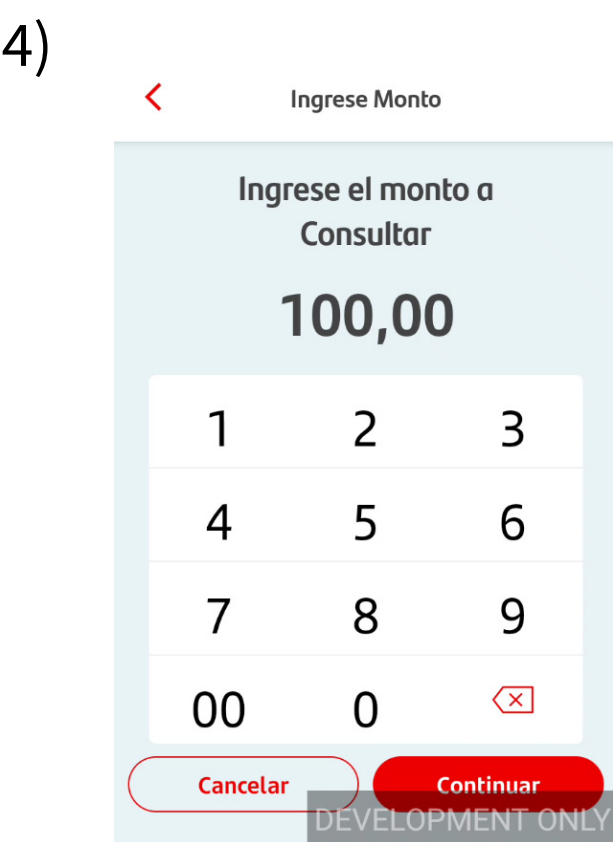 4)
Ingrese Monto
Ingrese el monto a
Consultar
100,00
1 2 3
4 5 6
7 8 9
00 0
Cancelar Continuar
DEVELOPMENT ONLY